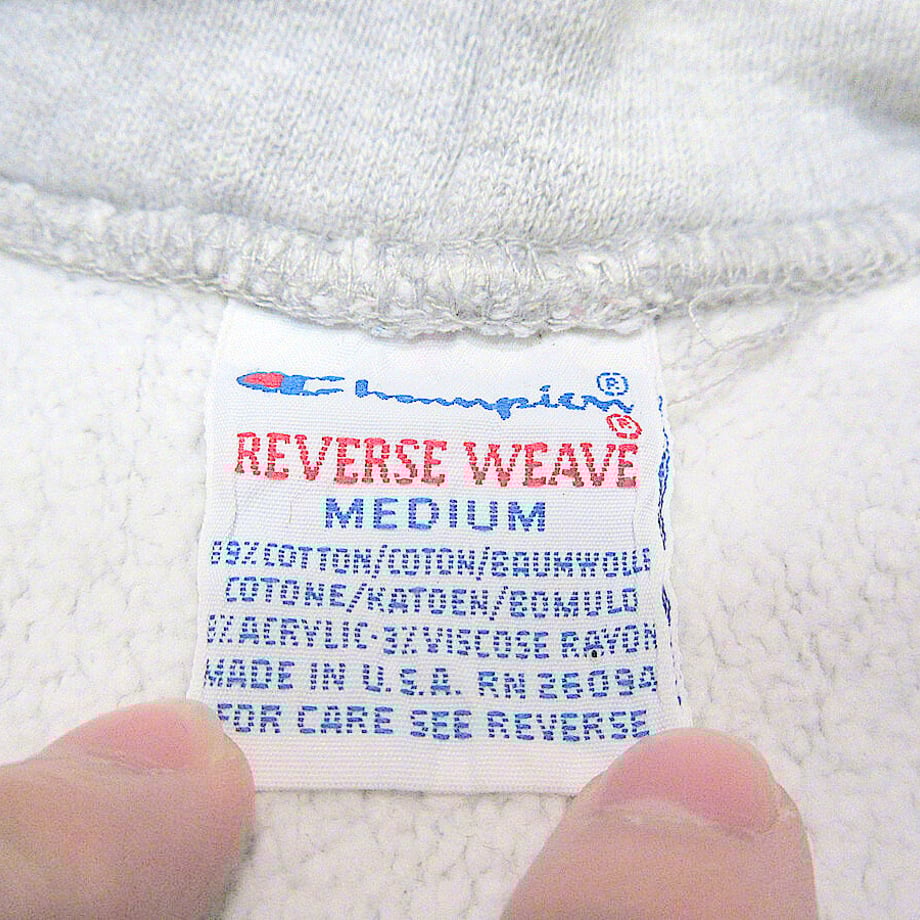 Champion®
REVERSE WEAVE®
MEDIUM
89% COTTON/COTON/BAUMWOLLE
COTONE/KATOEN/BOMULD
8% ACRYLIC·3% VISCOSE RAYON
MADE IN U.S.A. RN 26094
FOR CARE SEE REVERSE